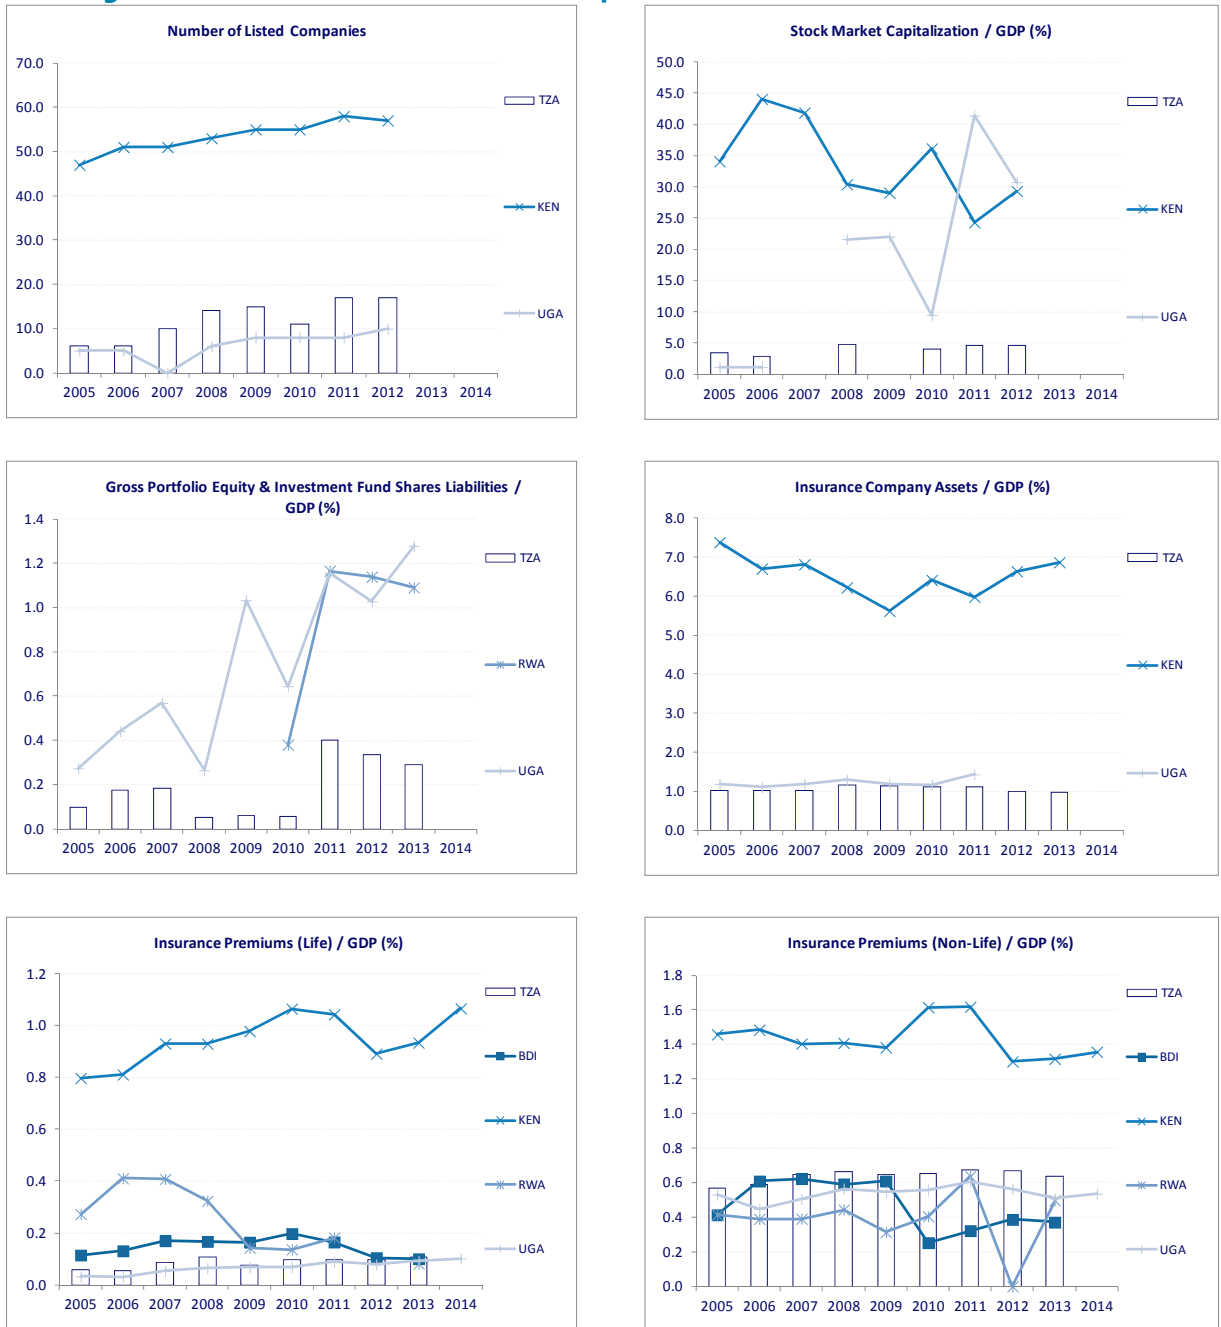 Number of Listed Companies
70.0
60.0
50.0
40.0
30.0
20.0
10.0
0.0
2005 2006 2007 2008 2009 2010 2011 2012 2013 2014
TZA
KEN
UGA
Stock Market Capitalization / GDP (%)
50.0
45.0
40.0
35.0
30.0
25.0
20.0
15.0
10.0
5.0
0.0
2005 2006 2007 2008 2009 2010 2011 2012 2013 2014
TZA
KEN
UGA
Gross Portfolio Equity & Investment Fund Shares Liabilities /
GDP (%)
1.4
1.2
1.0
0.8
0.6
0.4
0.2
0.0
2005 2006 2007 2008 2009 2010 2011 2012 2013 2014
TZA
RWA
UGA
Insurance Company Assets / GDP (%)
8.0
7.0
6.0
5.0
4.0
3.0
2.0
1.0
0.0
2005 2006 2007 2008 2009 2010 2011 2012 2013 2014
TZA
KEN
UGA
Insurance Premiums (Life) / GDP (%)
1.2
1.0
0.8
0.6
0.4
0.2
0.0
2005 2006 2007 2008 2009 2010 2011 2012 2013 2014
TZA
BDI
KEN
RWA
UGA
Insurance Premiums (Non-Life) / GDP (%)
1.8
1.6
1.4
1.2
1.0
0.8
0.6
0.4
0.2
0.0
2005 2006 2007 2008 2009 2010 2011 2012 2013 2014
TZA
BDI
KEN
RWA
UGA